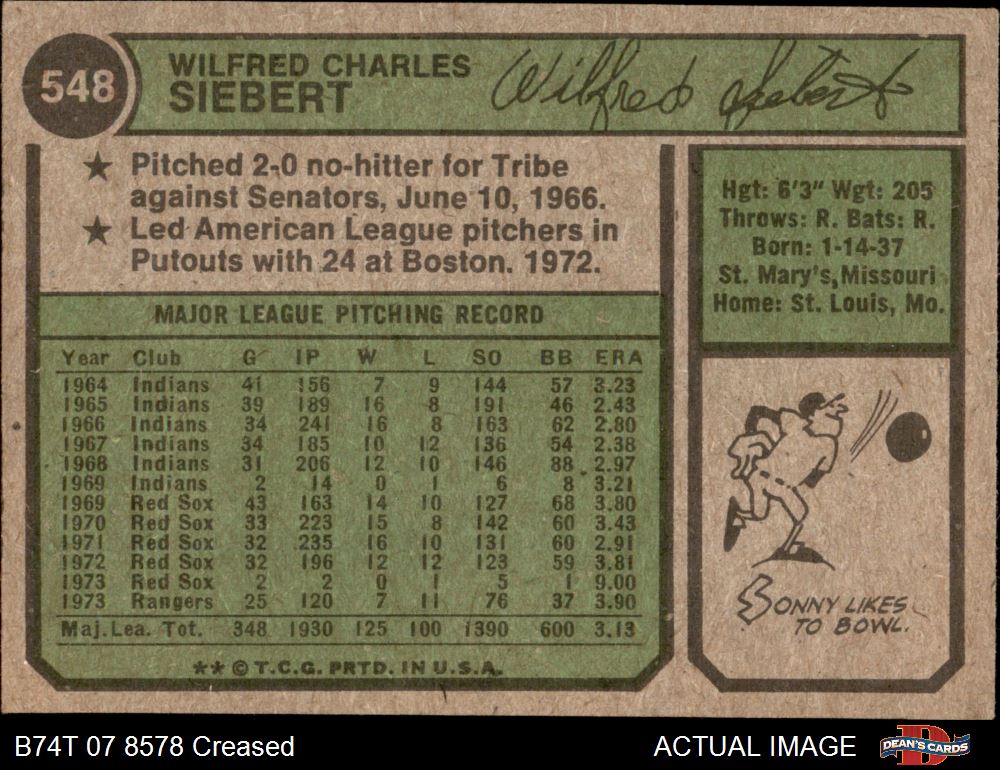 548
WILFRED CHARLES
SIEBERT
Wilfred Siebert
★ Pitched 2-0 no-hitter for Tribe
against Senators, June 10, 1966.
★ Led American League pitchers in
Putouts with 24 at Boston. 1972.
Hgt: 6'3" Wgt: 205
Throws: R. Bats: R.
Born: 1-14-37
St. Mary's, Missouri
Home: St. Louis, Mo.
MAJOR LEAGUE PITCHING RECORD
Year Club G IP W L SO BB ERA
1964 Indians 41 156 7 9 144 57 3.23
1965 Indians 39 189 16 8 191 46 2.43
1966 Indians 34 241 16 8 163 62 2.80
1967 Indians 34 185 10 12 136 54 2.38
1968 Indians 31 206 12 10 146 88 2.97
1969 Indians 2 14 0 1 6 8 3.21
1969 Red Sox 43 163 14 10 127 68 3.80
1970 Red Sox 33 223 15 8 142 60 3.43
1971 Red Sox 32 235 16 10 131 60 2.91
1972 Red Sox 32 196 12 12 123 59 3.81
1973 Red Sox 2 2 0 1 5 1 9.00
1973 Rangers 25 120 7 11 76 37 3.90
Maj. Lea. Tot. 348 1930 125 100 1390 600 3.13
**© T.C.G. PRTD. IN U.S.A.
SONNY LIKES
TO BOWL.
B74T 07 8578 Creased
ACTUAL IMAGE
DEAN'S CARDS